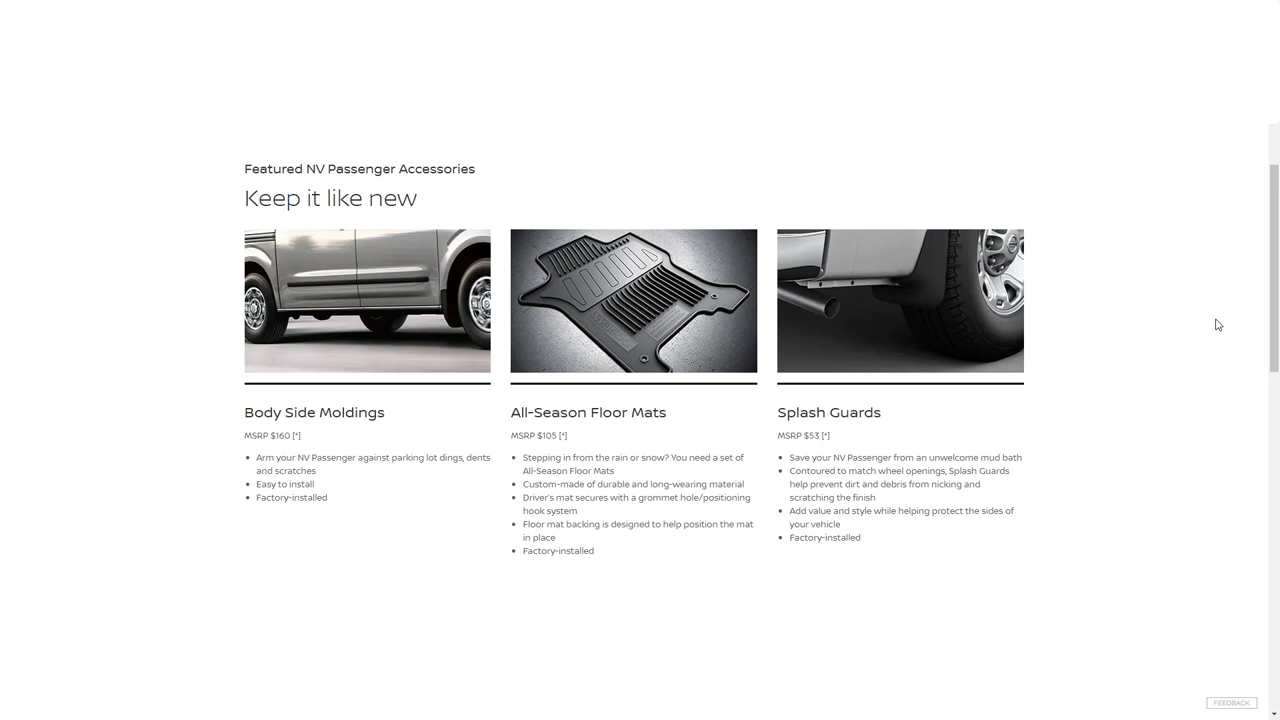 Featured NV Passenger Accessories
Keep it like new
Body Side Moldings
MSRP $160 [*]
• Arm your NV Passenger against parking lot dings, dents
and scratches
• Easy to install
• Factory-installed
All-Season Floor Mats
MSRP $105 [*]
• Stepping in from the rain or snow? You need a set of
All-Season Floor Mats
• Custom-made of durable and long-wearing material
• Driver's mat secures with a grommet hole/positioning
hook system
• Floor mat backing is designed to help position the mat
in place
• Factory-installed
Splash Guards
MSRP $53 [*]
• Save your NV Passenger from an unwelcome mud bath
• Contoured to match wheel openings, Splash Guards
help prevent dirt and debris from nicking and
scratching the finish
• Add value and style while helping protect the sides of
your vehicle
• Factory-installed
FEEDBACK